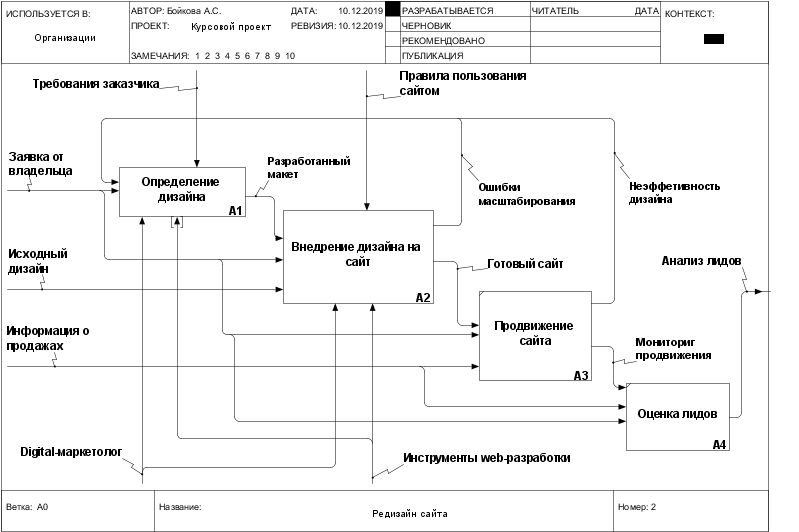 ИСПОЛЬЗУЕТСЯ В:
Организации
АВТОР: Бойкова А.С.
ДАТА: 10.12.2019
ПРОЕКТ: Курсовой проект
РЕВИЗИЯ: 10.12.2019
ЗАМЕЧАНИЯ: 1 2 3 4 5 6 7 8 9 10
РАЗРАБАТЫВАЕТСЯ
ЧЕРНОВИК
РЕКОМЕНДОВАНО
ПУБЛИКАЦИЯ
ЧИТАТЕЛЬ
ДАТА
КОНТЕКСТ:
Требования заказчика
Правила пользования
сайтом
Заявка от
владельца
Определение
дизайна
A1
Разработанный
макет
Ошибки
масштабирования
Неэффетивность
дизайна
Исходный
дизайн
Внедрение дизайна на
сайт
A2
Готовый сайт
Анализ лидов
Информация о
продажах
Продвижение
сайта
A3
Мониториг
продвижения
Оценка лидов
A4
Digital-маркетолог
Инструменты web-разработки
Ветка: A0
Название:
Редизайн сайта
Номер: 2